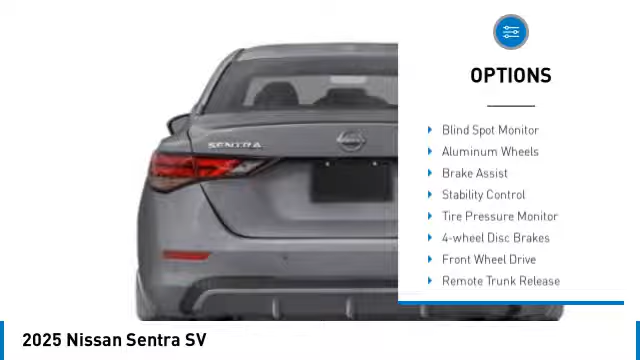 OPTIONS
Blind Spot Monitor
Aluminum Wheels
Brake Assist
Stability Control
Tire Pressure Monitor
4-wheel Disc Brakes
Front Wheel Drive
Remote Trunk Release
SENTRA
2025 Nissan Sentra SV